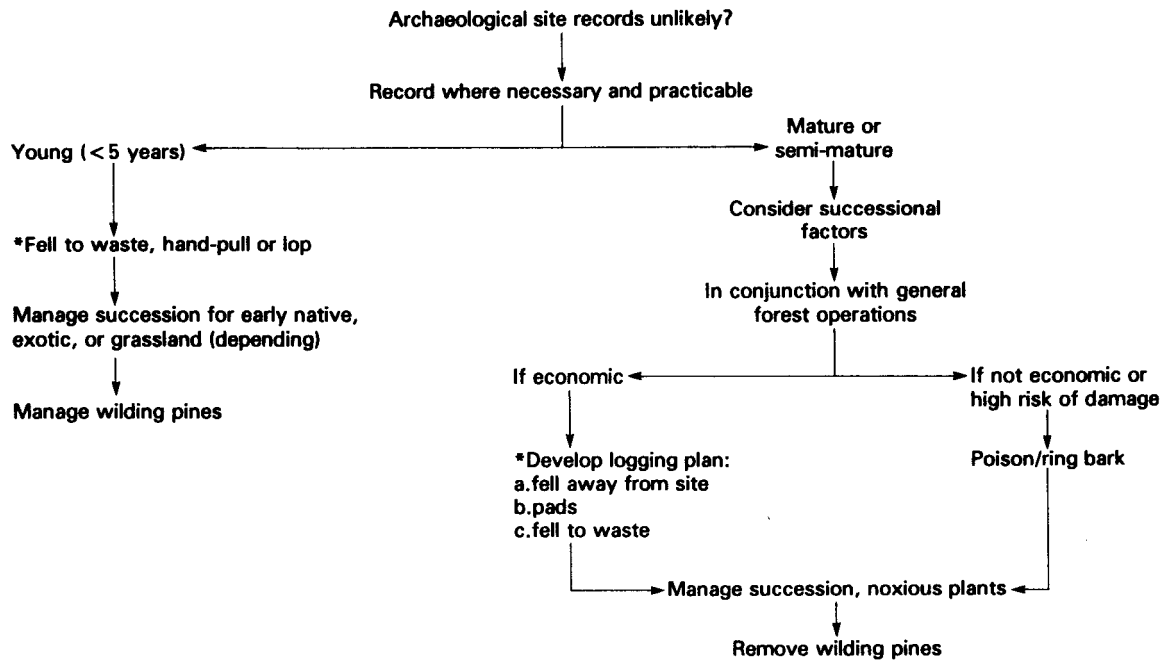 Archaeological site records unlikely?
Record where necessary and practicable
Young (<5 years)
Mature or
semi-mature
Consider successional
factors
*Fell to waste, hand-pull or lop
In conjunction with general
forest operations
Manage succession for early native,
exotic, or grassland (depending)
If economic
If not economic or
high risk of damage
Manage wilding pines
*Develop logging plan:
a.fell away from site
b.pads
c.fell to waste
Poison/ring bark
Manage succession, noxious plants
Remove wilding pines